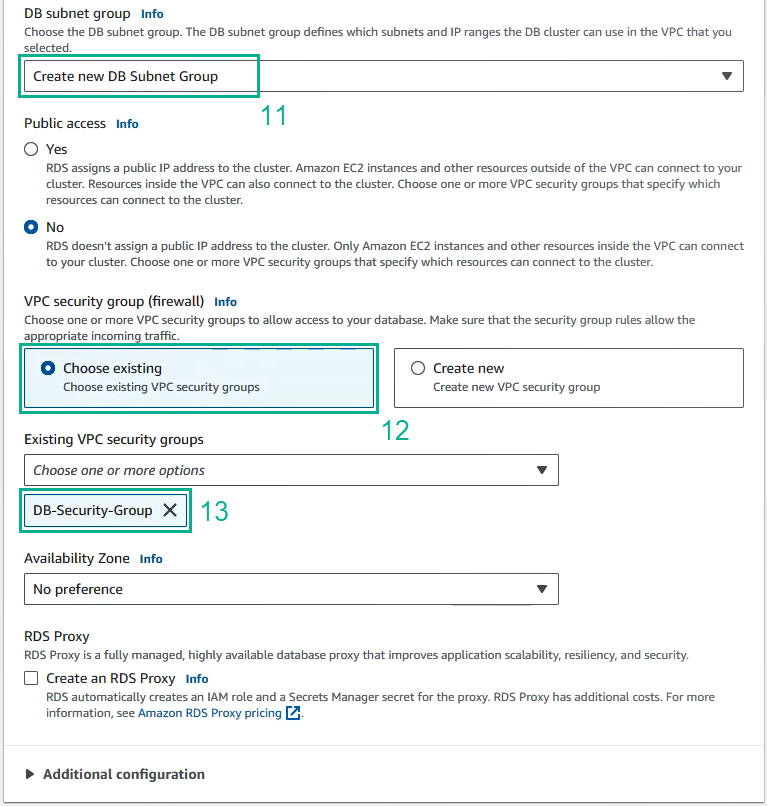 DB subnet group Info
Choose the DB subnet group. The DB subnet group defines which subnets and IP ranges the DB cluster can use in the VPC that you
selected.
Create new DB Subnet Group
11
Public access Info
Yes
RDS assigns a public IP address to the cluster. Amazon EC2 instances and other resources outside of the VPC can connect to your
cluster. Resources inside the VPC can also connect to the cluster. Choose one or more VPC security groups that specify which
resources can connect to the cluster.
No
RDS doesn't assign a public IP address to the cluster. Only Amazon EC2 instances and other resources inside the VPC can connect
to your cluster. Choose one or more VPC security groups that specify which resources can connect to the cluster.
VPC security group (firewall) Info
Choose one or more VPC security groups to allow access to your database. Make sure that the security group rules allow the
appropriate incoming traffic.
Choose existing
Choose existing VPC security groups
Create new
Create new VPC security group
12
Existing VPC security groups
Choose one or more options
DB-Security-Group
13
Availability Zone Info
No preference
RDS Proxy
RDS Proxy is a fully managed, highly available database proxy that improves application scalability, resiliency, and security.
Create an RDS Proxy Info
RDS automatically creates an IAM role and a Secrets Manager secret for the proxy. RDS Proxy has additional costs. For more
information, see Amazon RDS Proxy pricing.
Additional configuration